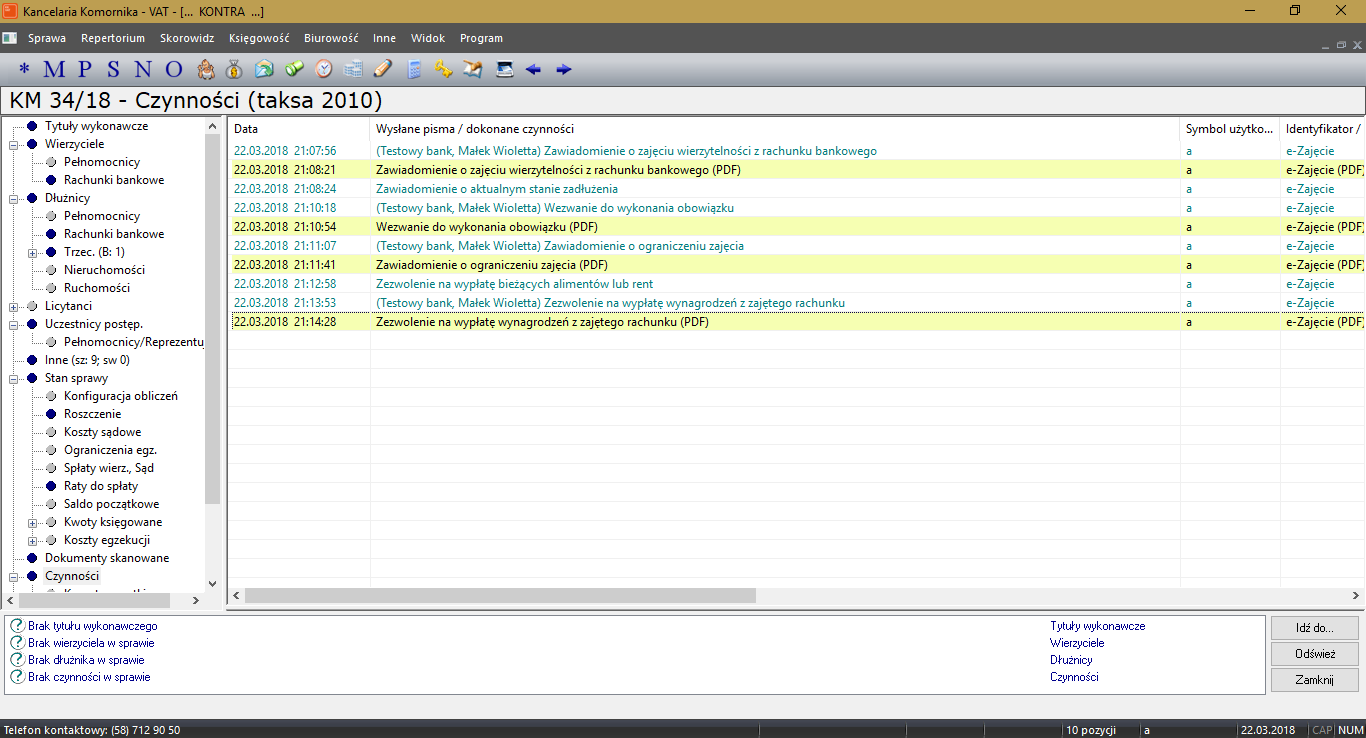 Kancelaria Komornika - VAT - [... KONTRA ...]
Sprawa Repertorium Skorowidz Księgowość Biurowość Inne Widok Program
* M P S N O
KM 34/18 - Czynności (taksa 2010)
Tytuły wykonawcze
Wierzyciele
Pełnomocnicy
Rachunki bankowe
Dłużnicy
Pełnomocnicy
Rachunki bankowe
Trzec. (B: 1)
Nieruchomości
Ruchomości
Licytanci
Uczestnicy postęp.
Pełnomocnicy/Reprezentuj
Inne (sz: 9; sw 0)
Stan sprawy
Konfiguracja obliczeń
Roszczenie
Koszty sądowe
Ograniczenia egz.
Spłaty wierz., Sąd
Raty do spłaty
Saldo początkowe
Kwoty księgowane
Koszty egzekucji
Dokumenty skanowane
Czynności
Data Wysłane pisma / dokonane czynności Symbol użytko... Identyfikator /
22.03.2018 21:07:56 (Testowy bank, Małek Wioletta) Zawiadomienie o zajęciu wierzytelności z rachunku bankowego a e-Zajęcie
22.03.2018 21:08:21 Zawiadomienie o zajęciu wierzytelności z rachunku bankowego (PDF) a e-Zajęcie (PDF)
22.03.2018 21:08:24 Zawiadomienie o aktualnym stanie zadłużenia a e-Zajęcie
22.03.2018 21:10:18 (Testowy bank, Małek Wioletta) Wezwanie do wykonania obowiązku a e-Zajęcie
22.03.2018 21:10:54 Wezwanie do wykonania obowiązku (PDF) a e-Zajęcie (PDF)
22.03.2018 21:11:07 (Testowy bank, Małek Wioletta) Zawiadomienie o ograniczeniu zajęcia a e-Zajęcie
22.03.2018 21:11:41 Zawiadomienie o ograniczeniu zajęcia (PDF) a e-Zajęcie (PDF)
22.03.2018 21:12:58 Zezwolenie na wypłatę bieżących alimentów lub rent a e-Zajęcie
22.03.2018 21:13:53 (Testowy bank, Małek Wioletta) Zezwolenie na wypłatę wynagrodzeń z zajętego rachunku a e-Zajęcie
22.03.2018 21:14:28 Zezwolenie na wypłatę wynagrodzeń z zajętego rachunku (PDF) a e-Zajęcie (PDF)
Brak tytułu wykonawczego Tytuły wykonawcze
Brak wierzyciela w sprawie Wierzyciele
Brak dłużnika w sprawie Dłużnicy
Brak czynności w sprawie Czynności
Idź do...
Odśwież
Zamknij
Telefon kontaktowy: (58) 712 90 50 10 pozycji a 22.03.2018 CAP NUM